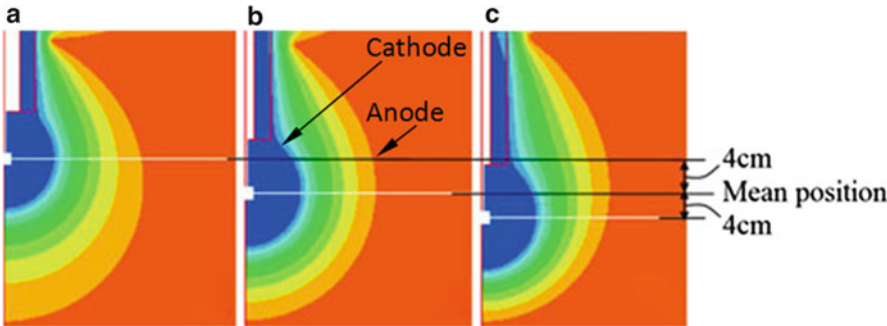 a
b
c
Cathode
Anode
4cm
Mean position
4cm